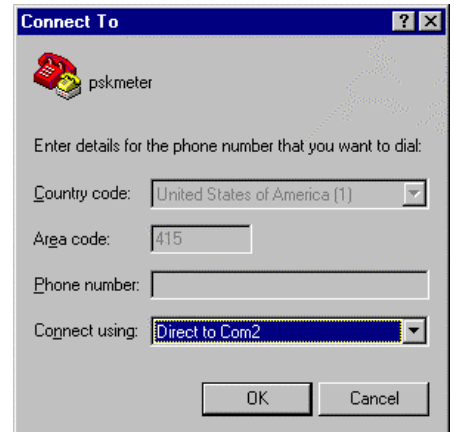 Connect To
pskmeter
Enter details for the phone number that you want to dial:
Country code: United States of America (1)
Area code: 415
Phone number:
Connect using: Direct to Com2
OK Cancel